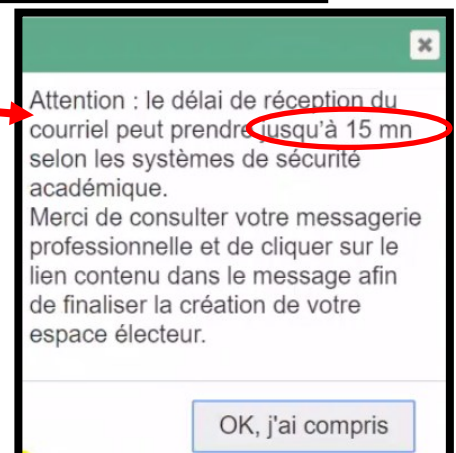 Attention : le délai de réception du
courriel peut prendre jusqu'à 15 mn
selon les systèmes de sécurité
académique.
Merci de consulter votre messagerie
professionnelle et de cliquer sur le
lien contenu dans le message afin
de finaliser la création de votre
espace électeur.
OK, j'ai compris